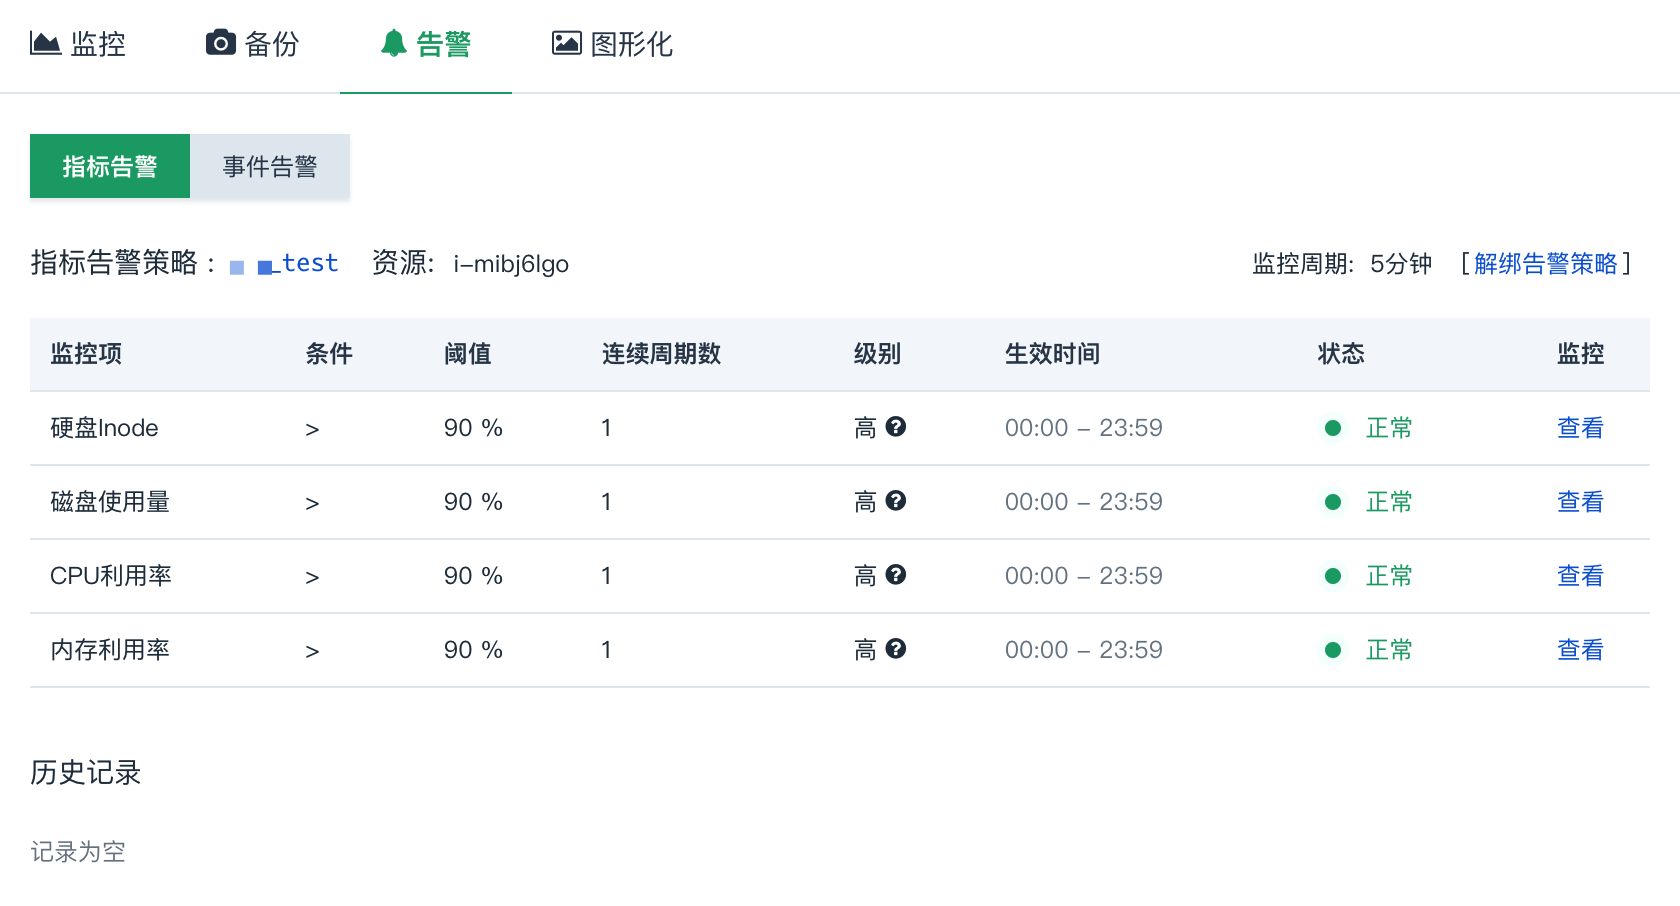 监控 备份 告警 图形化
指标告警 事件告警
指标告警策略： _test 资源: i-mibj6lgo 监控周期: 5分钟 [解绑告警策略]
监控项 条件 阈值 连续周期数 级别 生效时间 状态 监控
硬盘Inode > 90 % 1 高 00:00 - 23:59 正常 查看
磁盘使用量 > 90 % 1 高 00:00 - 23:59 正常 查看
CPU利用率 > 90 % 1 高 00:00 - 23:59 正常 查看
内存利用率 > 90 % 1 高 00:00 - 23:59 正常 查看
历史记录
记录为空